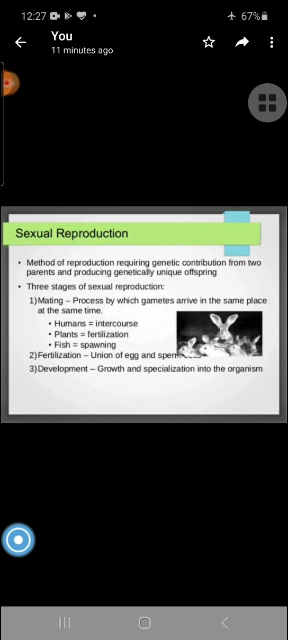 12:27
67%
You
11 minutes ago
Sexual Reproduction
• Method of reproduction requiring genetic contribution from two
parents and producing genetically unique offspring
• Three stages of sexual reproduction:
1)Mating – Process by which gametes arrive in the same place
at the same time.
• Humans = intercourse
• Plants = fertilization
• Fish = spawning
2)Fertilization – Union of egg and sperm
3)Development – Growth and specialization into the organism